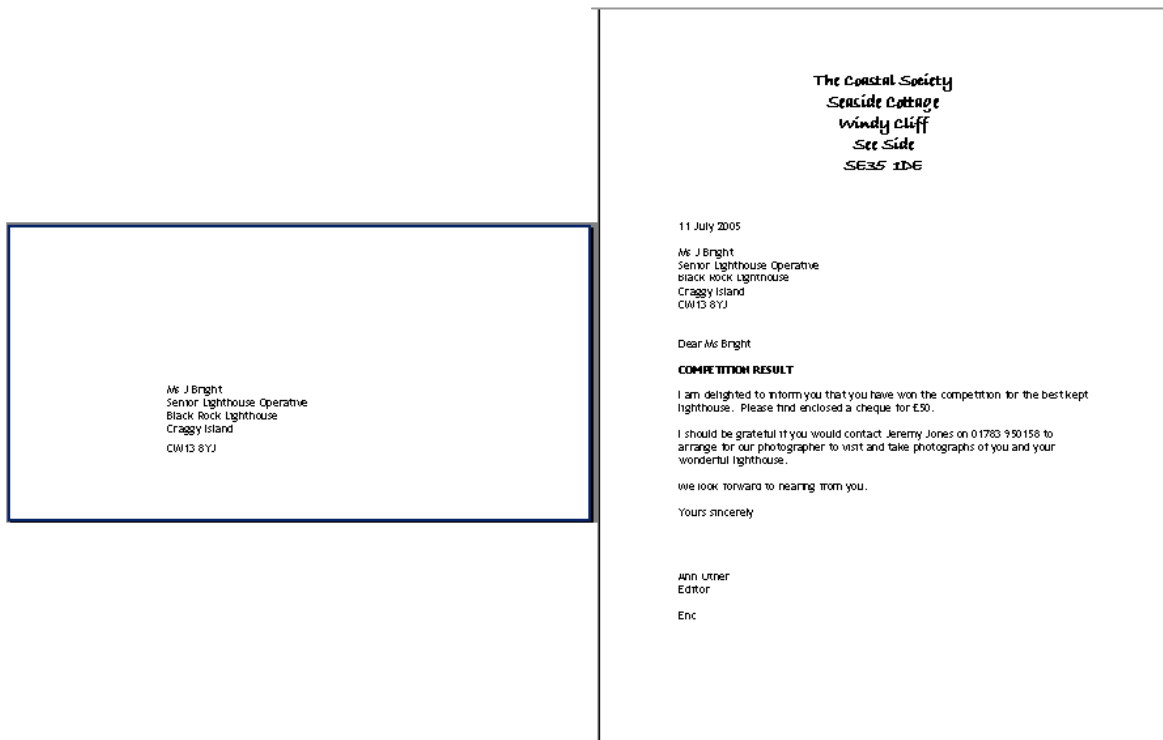 Ms J Bright
Senior Lighthouse Operative
Black Rock Lighthouse
Craggy Island
CW13 8YJ
The Coastal Society
Seaside Cottage
Windy Cliff
See Side
SE35 1DE
11 July 2005
Ms J Bright
Senior Lighthouse Operative
Black Rock Lighthouse
Craggy Island
CW13 8YJ
Dear Ms Bright
COMPETITION RESULT
I am delighted to inform you that you have won the competition for the best kept
lighthouse. Please find enclosed a cheque for £50.
I should be grateful if you would contact Jeremy Jones on 01783 950158 to
arrange for our photographer to visit and take photographs of you and your
wonderful lighthouse.
We look forward to hearing from you.
Yours sincerely
Ann Other
Editor
Enc